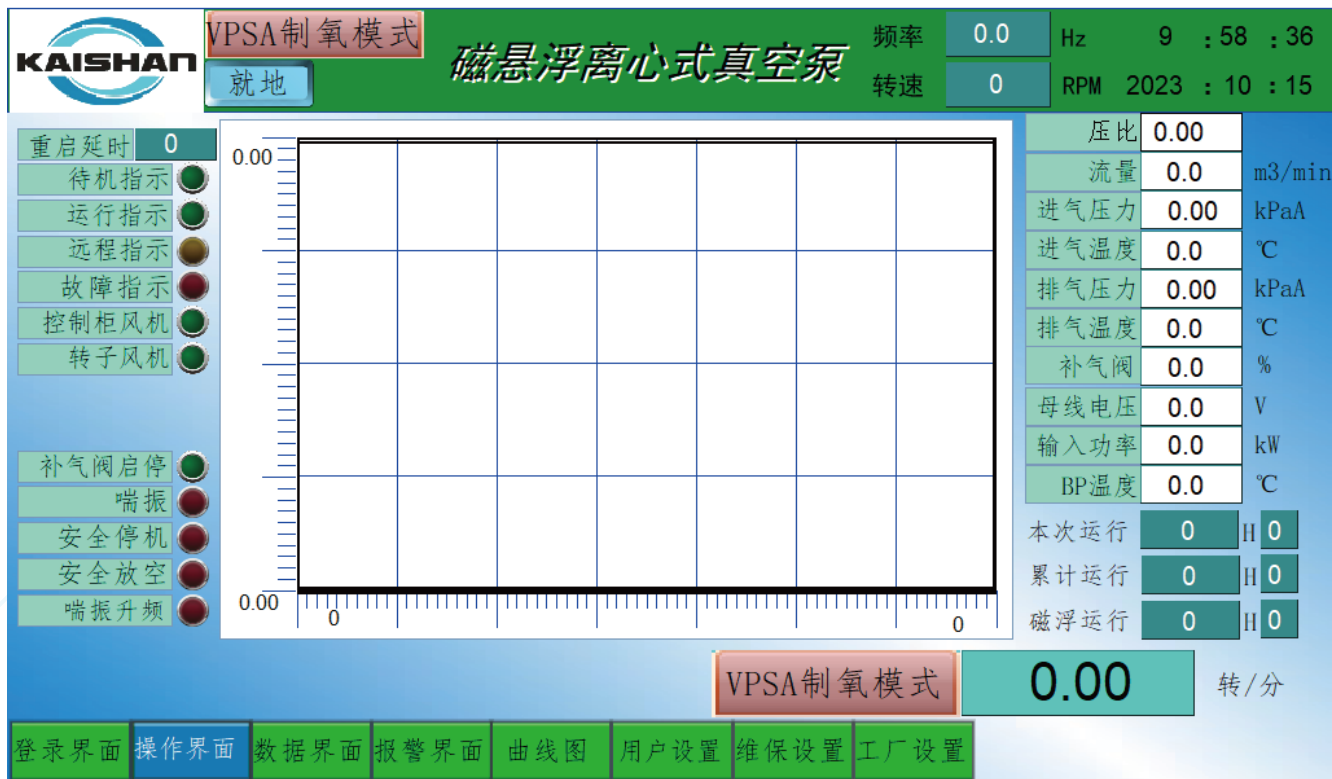 KAISHAN
VPSA制氧模式
就地
磁悬浮离心式真空泵
频率 0.0 Hz 9 : 58 : 36
转速 0 RPM 2023 : 10 : 15
重启延时 0
待机指示
运行指示
远程指示
故障指示
控制柜风机
转子风机
补气阀启停
喘振
安全停机
安全放空
喘振升频
0.00
0.00
0 0
压比 0.00
流量 0.0 m3/min
进气压力 0.00 kPaA
进气温度 0.0 ℃
排气压力 0.00 kPaA
排气温度 0.0 ℃
补气阀 0.0 %
母线电压 0.0 V
输入功率 0.0 kW
BP温度 0.0 ℃
本次运行 0 H 0
累计运行 0 H 0
磁浮运行 0 H 0
VPSA制氧模式 0.00 转/分
登录界面 操作界面 数据界面 报警界面 曲线图 用户设置 维保设置 工厂设置